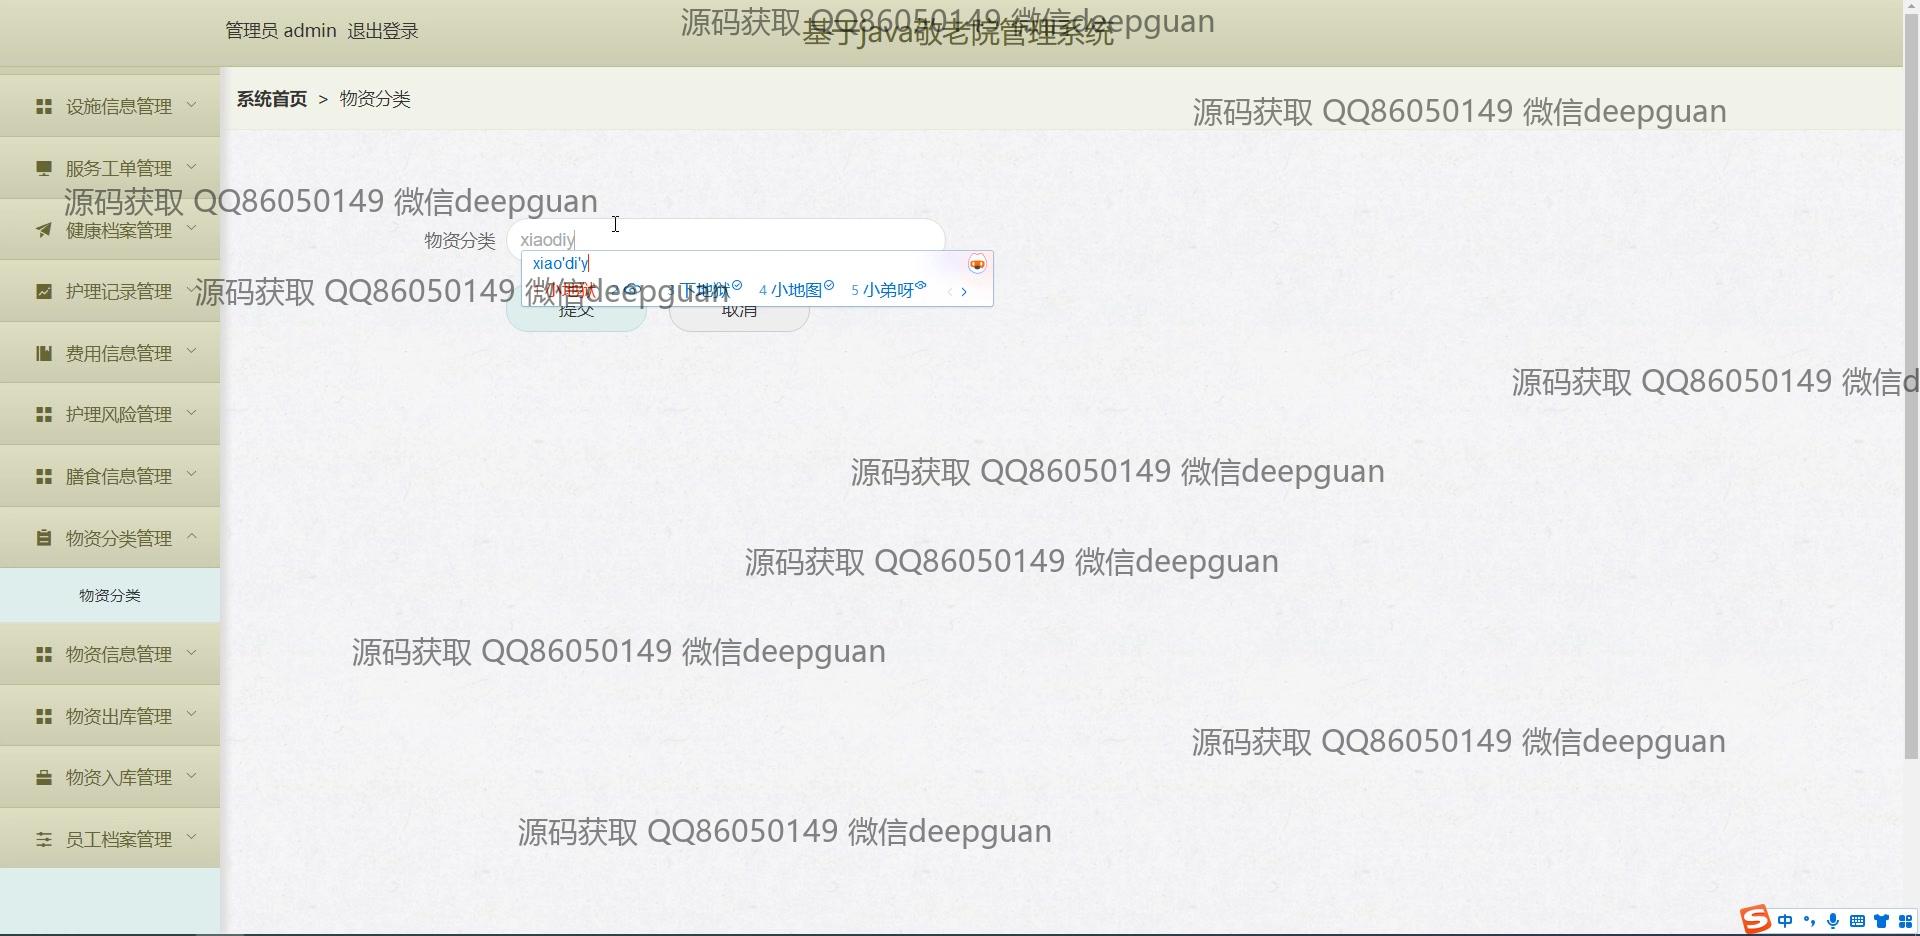 管理员 admin 退出登录
基于java敬老院管理系统
源码获取 QQ86050149 微信deepguan
系统首页 > 物资分类
源码获取 QQ86050149 微信deepguan
设施信息管理
服务工单管理
源码获取 QQ86050149 微信deepguan
健康档案管理
物资分类 xiaodiy
xiao'di'y
1 小地狱 3 下地狱 4 小地图 5 小弟呀
护理记录管理
源码获取 QQ86050149 微信deepguan
提交 取消
费用信息管理
源码获取 QQ86050149 微信d
护理风险管理
膳食信息管理
源码获取 QQ86050149 微信deepguan
物资分类管理
源码获取 QQ86050149 微信deepguan
物资分类
物资信息管理
源码获取 QQ86050149 微信deepguan
物资出库管理
源码获取 QQ86050149 微信deepguan
物资入库管理
员工档案管理
源码获取 QQ86050149 微信deepguan
中